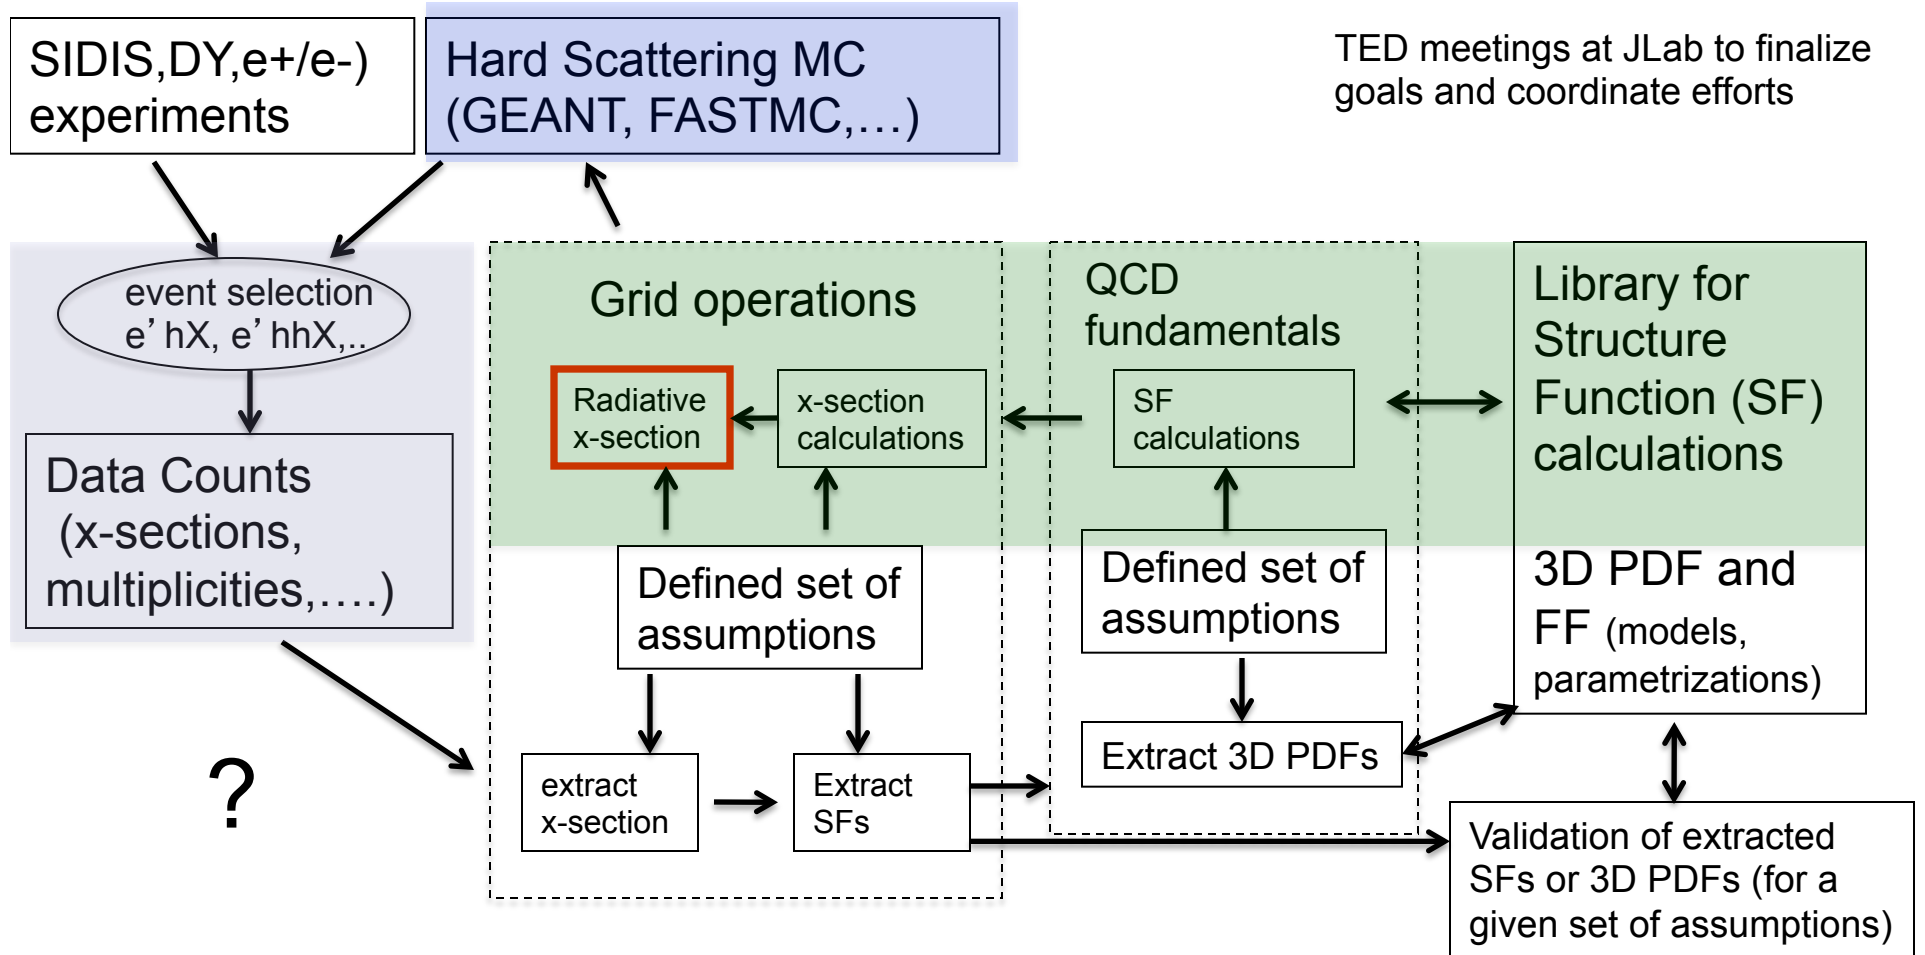 SIDIS,DY,e+/e-)
experiments
Hard Scattering MC
(GEANT, FASTMC,…)
TED meetings at JLab to finalize
goals and coordinate efforts
event selection
e’ hX, e’ hhX,..
Data Counts
(x-sections,
multiplicities,….)
?
Grid operations
Radiative
x-section
x-section
calculations
Defined set of
assumptions
extract
x-section
Extract
SFs
QCD
fundamentals
SF
calculations
Defined set of
assumptions
Extract 3D PDFs
Library for
Structure
Function (SF)
calculations
3D PDF and
FF (models,
parametrizations)
Validation of extracted
SFs or 3D PDFs (for a
given set of assumptions)